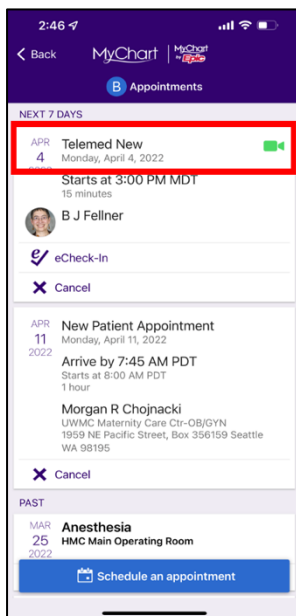 2:46
Back
MyChart
MyChart
by Epic
B Appointments
NEXT 7 DAYS
APR
4
2022
Telemed New
Monday, April 4, 2022
Starts at 3:00 PM MDT
15 minutes
B J Fellner
eCheck-In
Cancel
APR
11
2022
New Patient Appointment
Monday, April 11, 2022
Arrive by 7:45 AM PDT
Starts at 8:00 AM PDT
1 hour
Morgan R Chojnacki
UWMC Maternity Care Ctr-OB/GYN
1959 NE Pacific Street, Box 356159 Seattle
WA 98195
Cancel
PAST
MAR
25
2022
Anesthesia
HMC Main Operating Room
Schedule an appointment